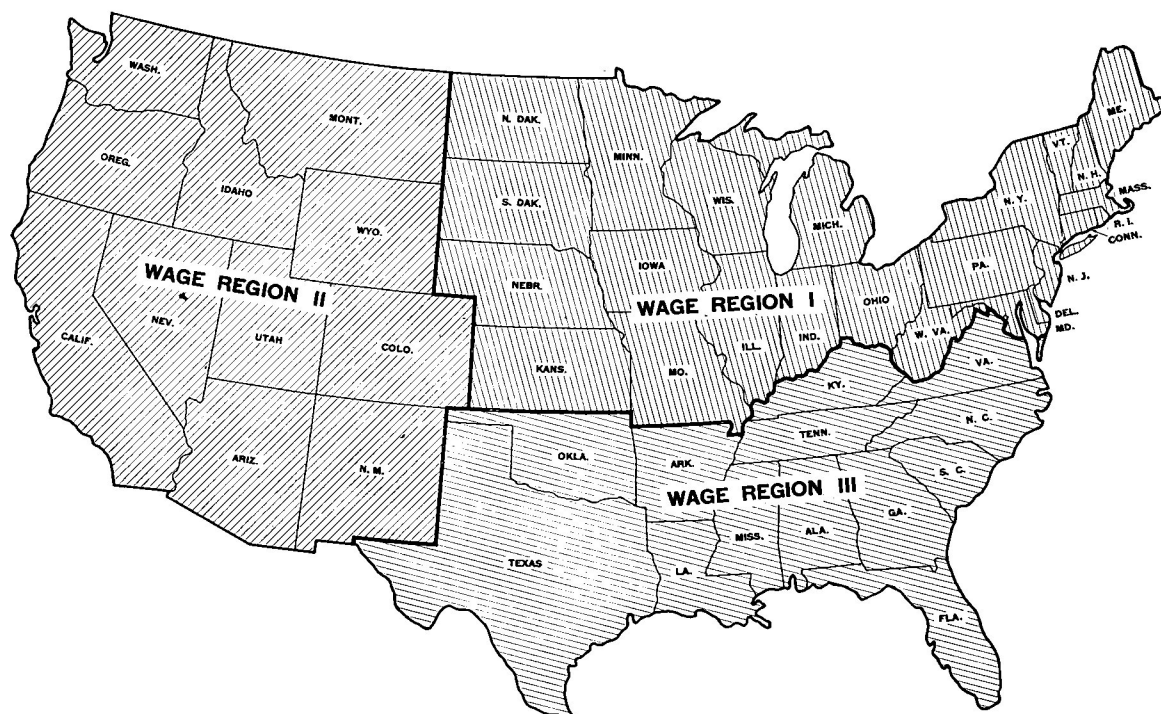 WASH.
MONT.
N. DAK.
MINN.
ME.
VT.
N. H.
OREG.
IDAHO
S. DAK.
WIS.
MICH.
N. Y.
MASS.
R. I.
CONN.
WYO.
WAGE REGION II
NEBR.
IOWA
WAGE REGION I
OHIO
PA.
N. J.
CALIF.
NEV.
UTAH
COLO.
KANS.
MO.
ILL.
IND.
W. VA.
DEL.
MD.
VA.
KY.
ARIZ.
N. M.
OKLA.
ARK.
TENN.
N. C.
S. C.
WAGE REGION III
TEXAS
LA.
MISS.
ALA.
GA.
FLA.